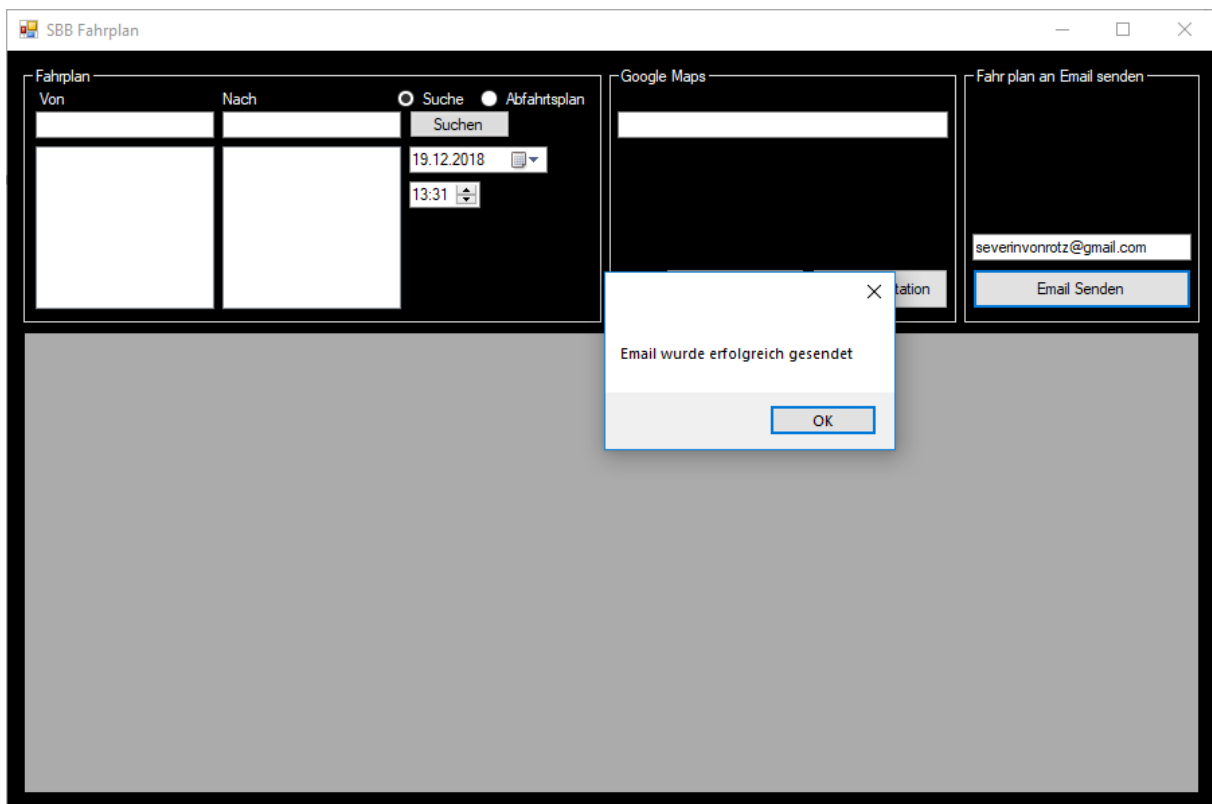 SBB Fahrplan
Fahrplan
Von
Nach
Suche
Abfahrtsplan
Suchen
19.12.2018
13:31
Google Maps
tation
Fahr plan an Email senden
severinvonrotz@gmail.com
Email Senden
Email wurde erfolgreich gesendet
OK